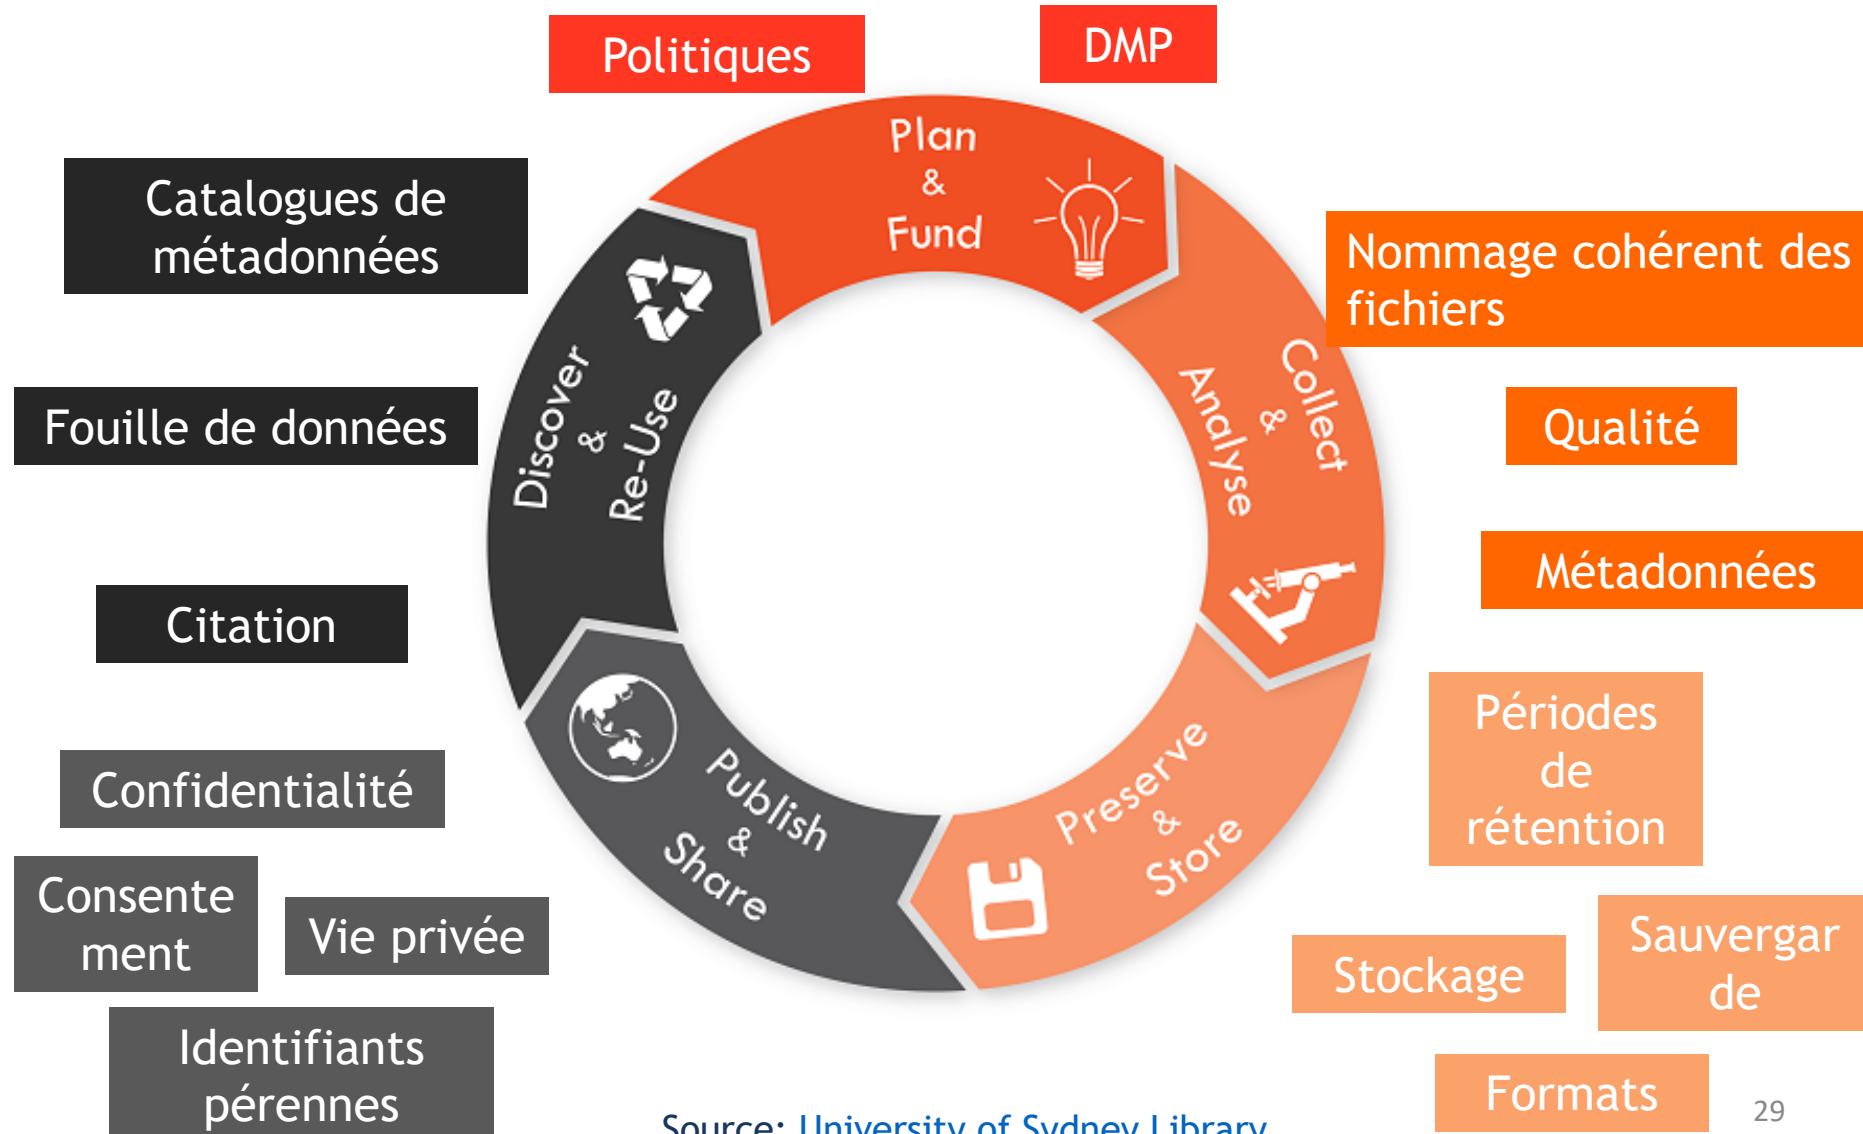 Politiques
DMP
Plan
&
Fund
Catalogues de
métadonnées
Nommage cohérent des
fichiers
Collect
&
Analyse
Discover
&
Re-Use
Fouille de données
Qualité
Métadonnées
Citation
Périodes
de
rétention
Preserve
&
Store
Publish
&
Share
Confidentialité
Consente
ment
Vie privée
Stockage
Sauvergar
de
Identifiants
pérennes
Formats
Source: University of Sydney Library
29